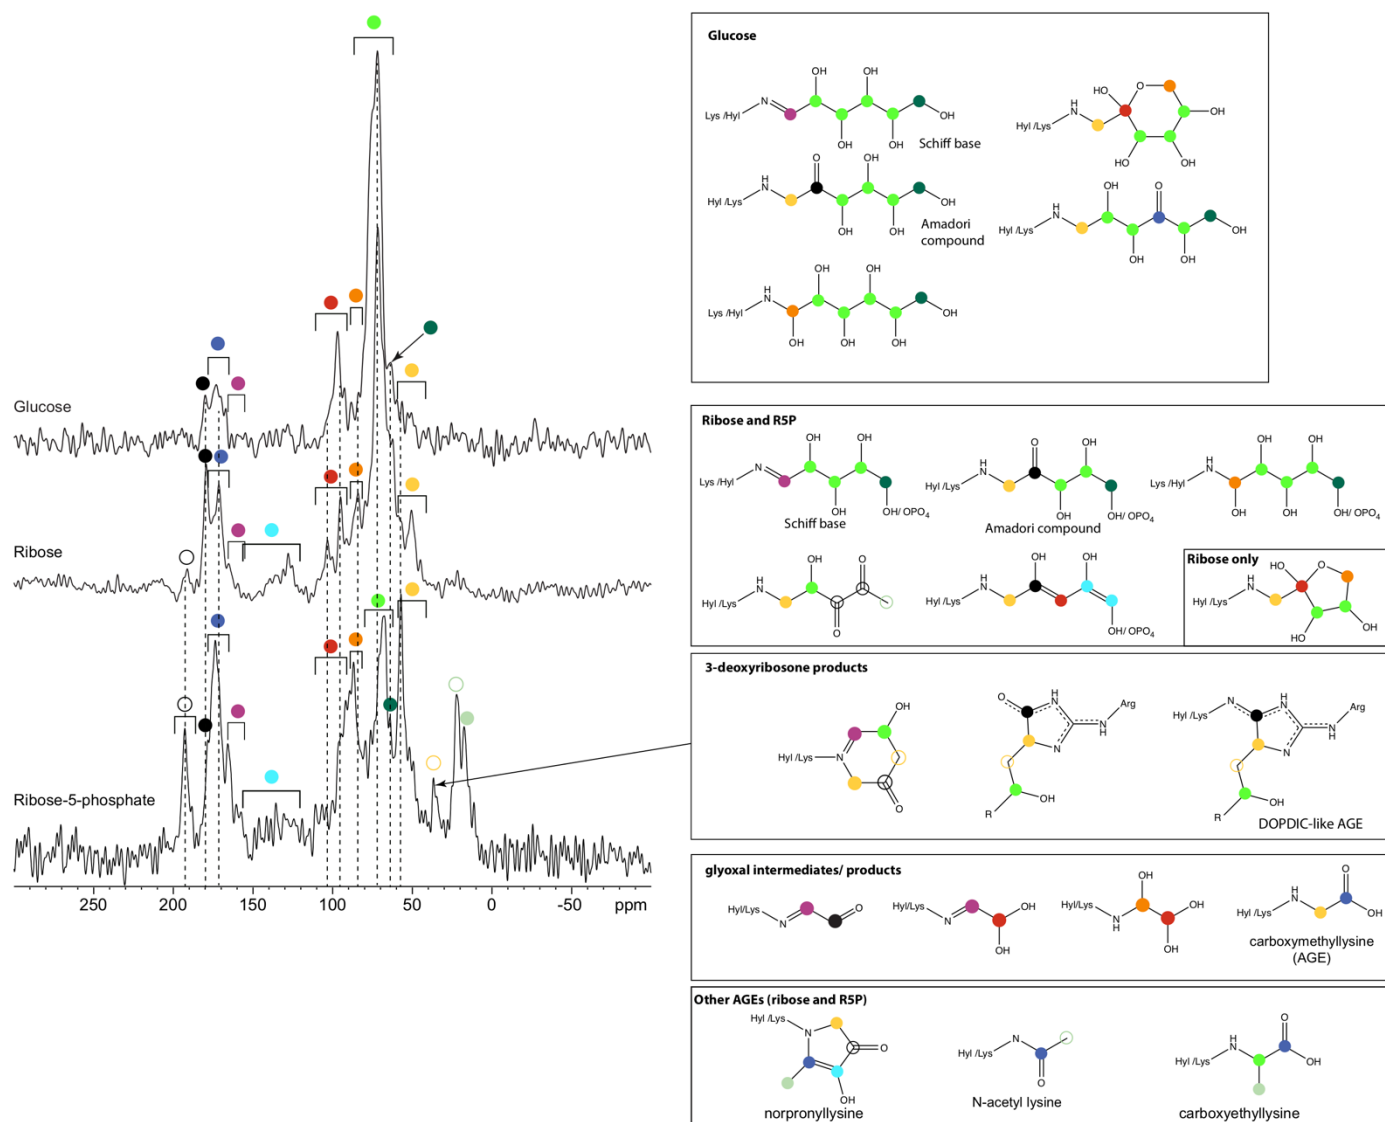 Glucose
Ribose
Ribose-5-phosphate
250
200
150
100
50
0
-50
ppm
Glucose
Lys /Hyl
N
OH
OH
OH
OH
OH
Schiff base
Hyl /Lys
H
N
HO
O
OH
OH
HO
Hyl /Lys
H
N
O
OH
OH
OH
OH
Amadori
compound
Hyl /Lys
H
N
OH
OH
O
OH
OH
Lys /Hyl
H
N
OH
OH
OH
OH
OH
OH
Ribose and R5P
Lys /Hyl
N
OH
OH
OH
OH/ OPO₄
Schiff base
Hyl /Lys
H
N
O
OH
OH
OH/ OPO₄
Amadori compound
Lys /Hyl
H
N
OH
OH
OH
OH
OH/ OPO₄
Hyl /Lys
H
N
OH
O
O
Hyl /Lys
H
N
OH
OH
OH/ OPO₄
Ribose only
Hyl /Lys
H
N
HO
O
OH
HO
3-deoxyribosone products
Hyl /Lys
N
OH
O
O
H
N
N
N
H
Arg
R
OH
Hyl /Lys
N
H
N
N
N
H
Arg
R
OH
DOPDIC-like AGE
glyoxal intermediates/ products
Hyl/Lys
N
O
Hyl/Lys
N
OH
OH
Hyl/Lys
N
H
OH
OH
OH
Hyl /Lys
H
N
O
OH
carboxymethyllysine
(AGE)
Other AGEs (ribose and R5P)
Hyl /Lys
N
O
OH
norpronyllysine
Hyl /Lys
N
O
N-acetyl lysine
Hyl /Lys
H
N
O
OH
carboxyethyllysine